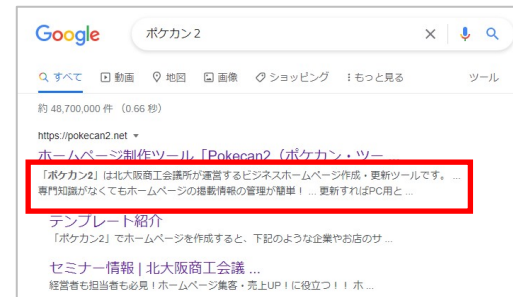 Google
ポケカン2
すべて 動画 地図 画像 ショッピング もっと見る ツール
約 48,700,000 件 (0.66 秒)
https://pokecan2.net
ホームページ制作ツール「Pokecan2（ポケカン・ツー ...
「ポケカン2」は北大阪商工会議所が運営するビジネスホームページ作成・更新ツールです。 ...
専門知識がなくてもホームページの掲載情報の管理が簡単！ ... 更新すればPC用と ...
テンプレート紹介
「ポケカン2」でホームページを作成すると、下記のような企業やお店のサ ...
セミナー情報 | 北大阪商工会議 ...
経営者も担当者も必見！ホームページ集客・売上UP！に役立つ！！ ホ ...